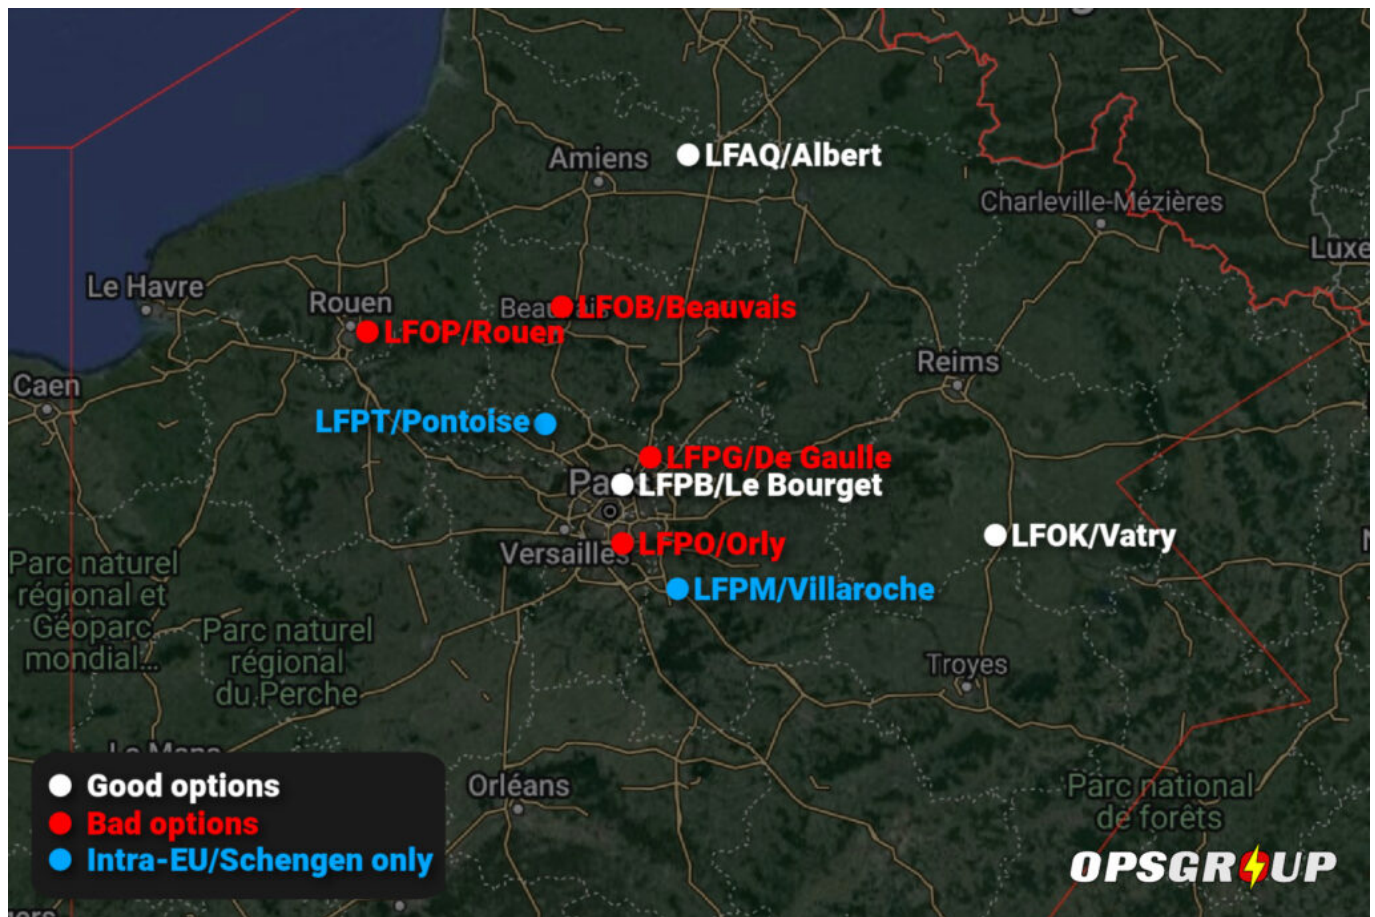 Amiens
LFAQ/Albert
Charleville-Mézières
Luxe
Le Havre
Rouen
LFOB/Beauvais
LFOP/Rouen
Caen
Reims
LFPT/Pontoise
LFPG/De Gaulle
LFPB/Le Bourget
LFOK/Vatry
Versailles
LFPO/Orly
Parc naturel
régional et
Géoparc
mondial...
LFPM/Villaroche
Parc naturel
régional
du Perche
Troyes
Le Mans
Good options
Bad options
Intra-EU/Schengen only
Orléans
Parc national
de forêts
OPSGROUP